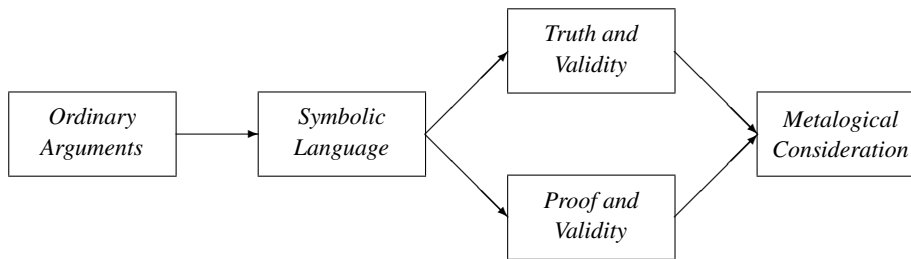 Ordinary
Arguments
Symbolic
Language
Truth and
Validity
Proof and
Validity
Metalogical
Consideration